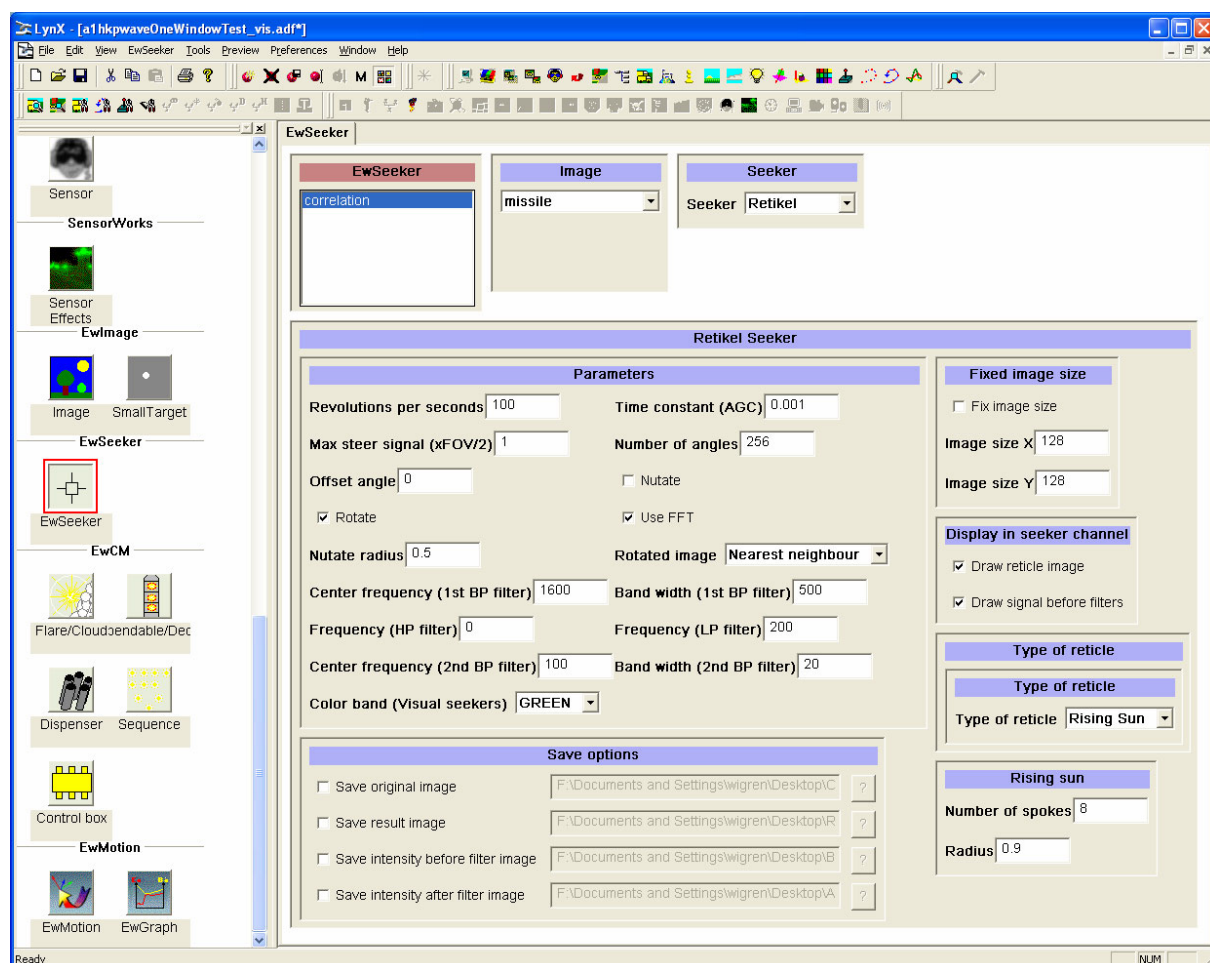 LynX - [a1hkpwaveOneWindowTest_vis.adf*]
File Edit View EwSeeker Tools Preview Preferences Window Help
EwSeeker
Sensor
SensorWorks
Sensor
Effects
EwImage
Image SmallTarget
EwSeeker
EwSeeker
EwCM
Flare/Cloud pendable/Dec
Dispenser Sequence
Control box
EwMotion
EwMotion EwGraph
EwSeeker
correlation
Image
missile
Seeker
Seeker Retikel
Retikel Seeker
Parameters
Revolutions per seconds 100 Time constant (AGC) 0.001
Max steer signal (xFOV/2) 1 Number of angles 256
Offset angle 0 Nutate
Rotate Use FFT
Nutate radius 0.5 Rotated image Nearest neighbour
Center frequency (1st BP filter) 1600 Band width (1st BP filter) 500
Frequency (HP filter) 0 Frequency (LP filter) 200
Center frequency (2nd BP filter) 100 Band width (2nd BP filter) 20
Color band (Visual seekers) GREEN
Fixed image size
Fix image size
Image size X 128
Image size Y 128
Display in seeker channel
Draw reticle image
Draw signal before filters
Type of reticle
Type of reticle
Type of reticle Rising Sun
Rising sun
Number of spokes 8
Radius 0.9
Save options
Save original image F:\Documents and Settings\wigren\Desktop\C ?
Save result image F:\Documents and Settings\wigren\Desktop\R ?
Save intensity before filter image F:\Documents and Settings\wigren\Desktop\B ?
Save intensity after filter image F:\Documents and Settings\wigren\Desktop\A ?
Ready NUM